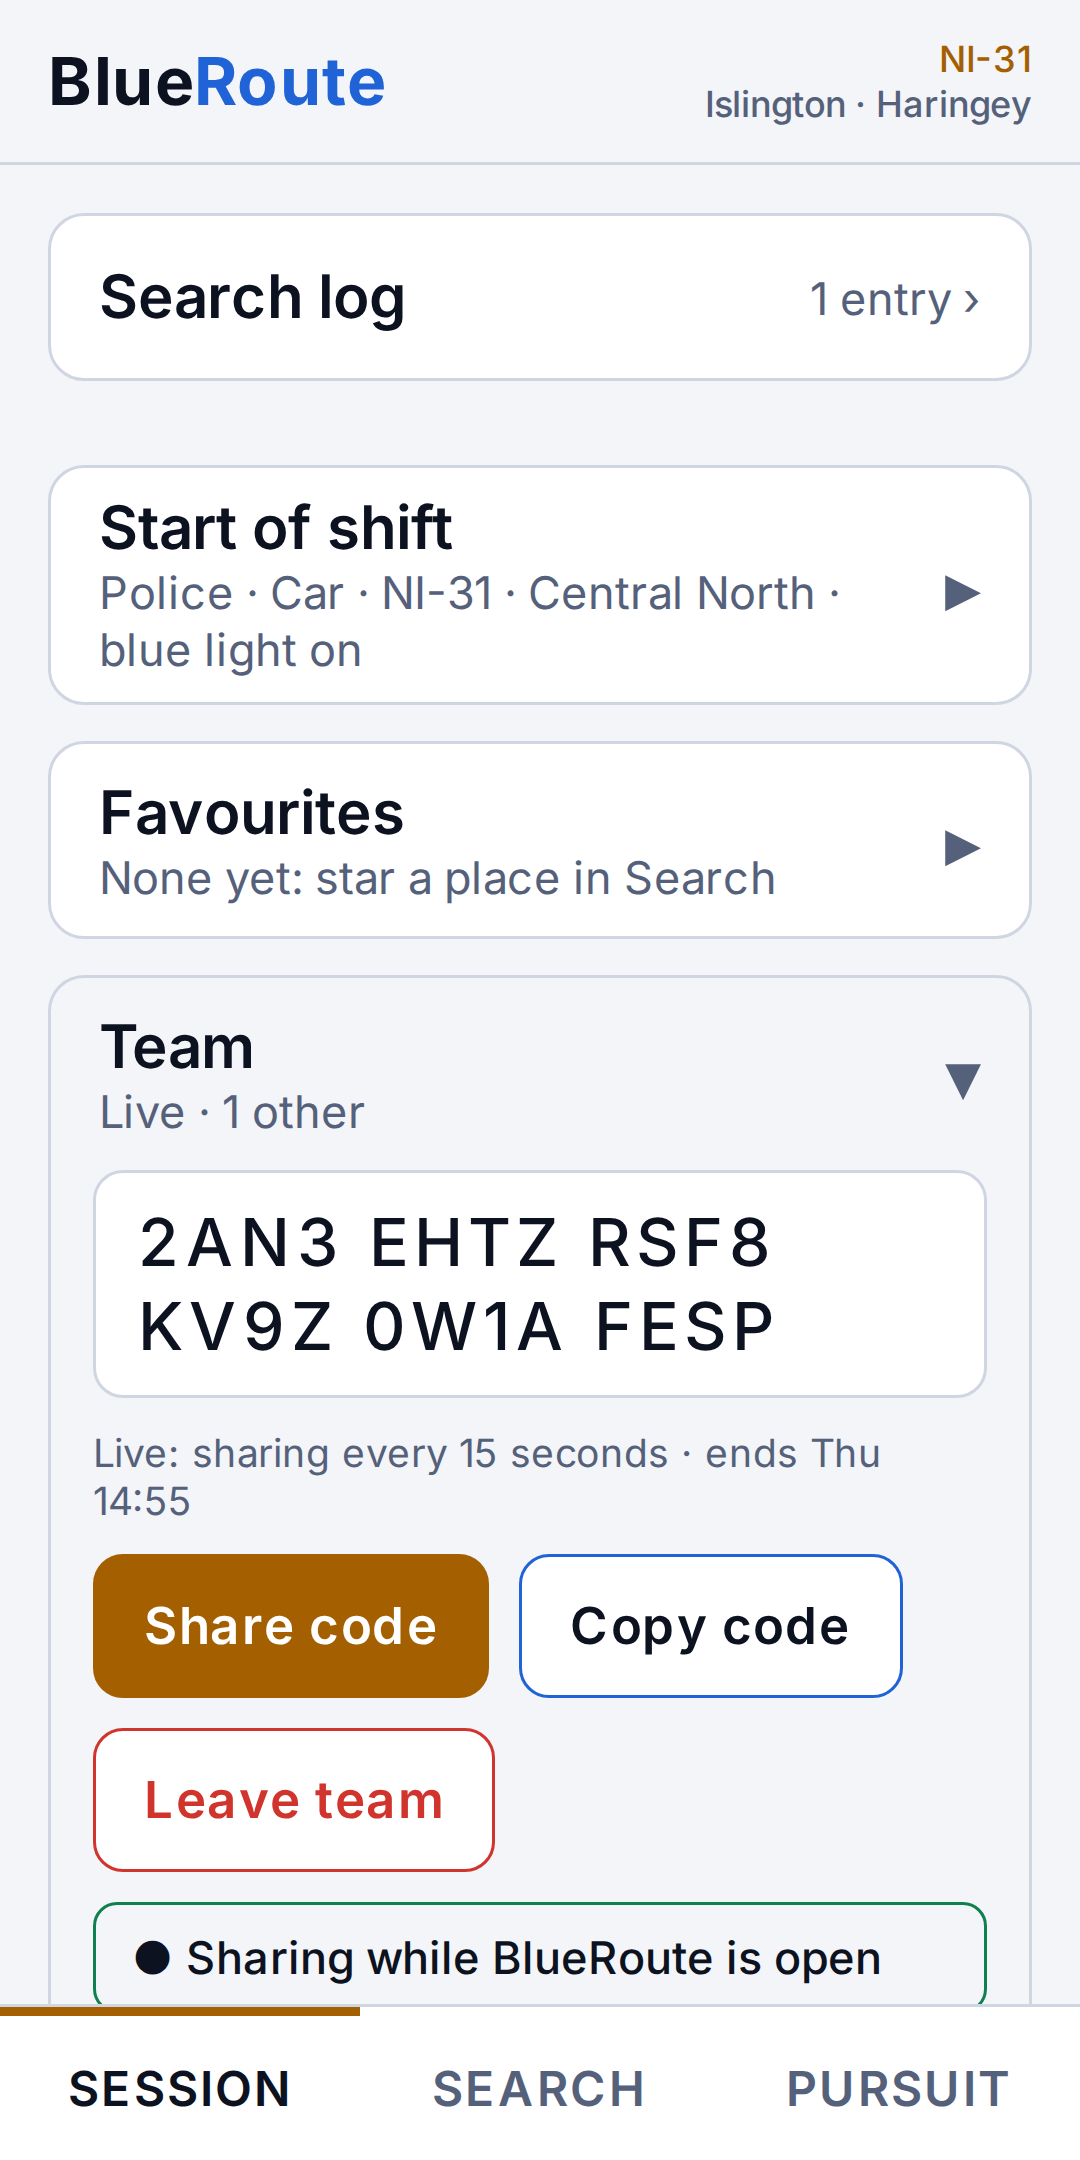 BlueRoute
NI-31
Islington · Haringey
Search log
1 entry ›
Start of shift
Police · Car · NI-31 · Central North ·
blue light on
▶
Favourites
None yet: star a place in Search
▶
Team
Live · 1 other
▼
2AN3 EHTZ RSF8
KV9Z 0W1A FESP
Live: sharing every 15 seconds · ends Thu
14:55
Share code
Copy code
Leave team
● Sharing while BlueRoute is open
SESSION
SEARCH
PURSUIT